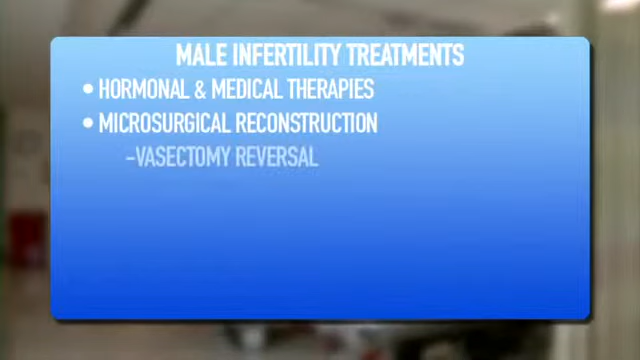 MALE INFERTILITY TREATMENTS
• HORMONAL & MEDICAL THERAPIES
• MICROSURGICAL RECONSTRUCTION
-VASECTOMY REVERSAL